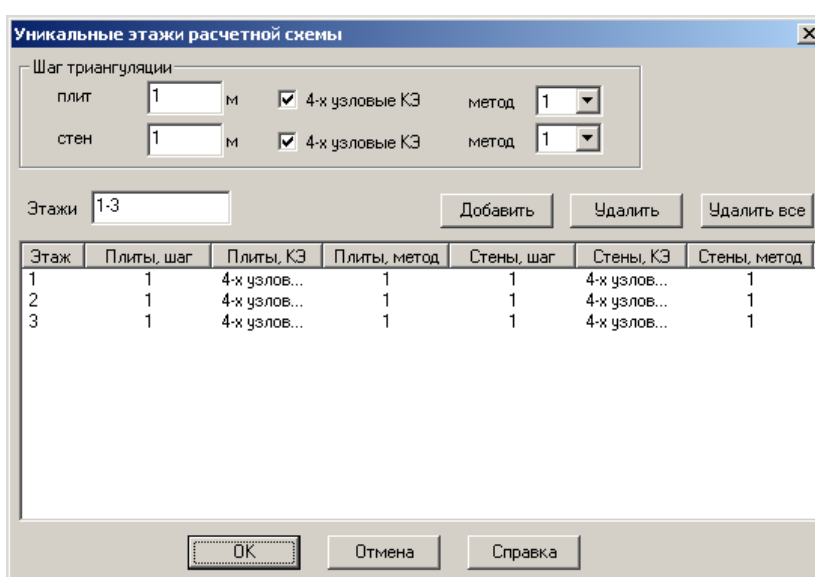 Уникальные этажи расчетной схемы
Шаг триангуляции
плит 1 м 4-х узловые КЭ метод 1
стен 1 м 4-х узловые КЭ метод 1
Этажи 1-3 Добавить Удалить Удалить все
Этаж Плиты, шаг Плиты, КЭ Плиты, метод Стены, шаг Стены, КЭ Стены, метод
1 1 4-х узлов... 1 1 4-х узлов... 1
2 1 4-х узлов... 1 1 4-х узлов... 1
3 1 4-х узлов... 1 1 4-х узлов... 1
OK Отмена Справка